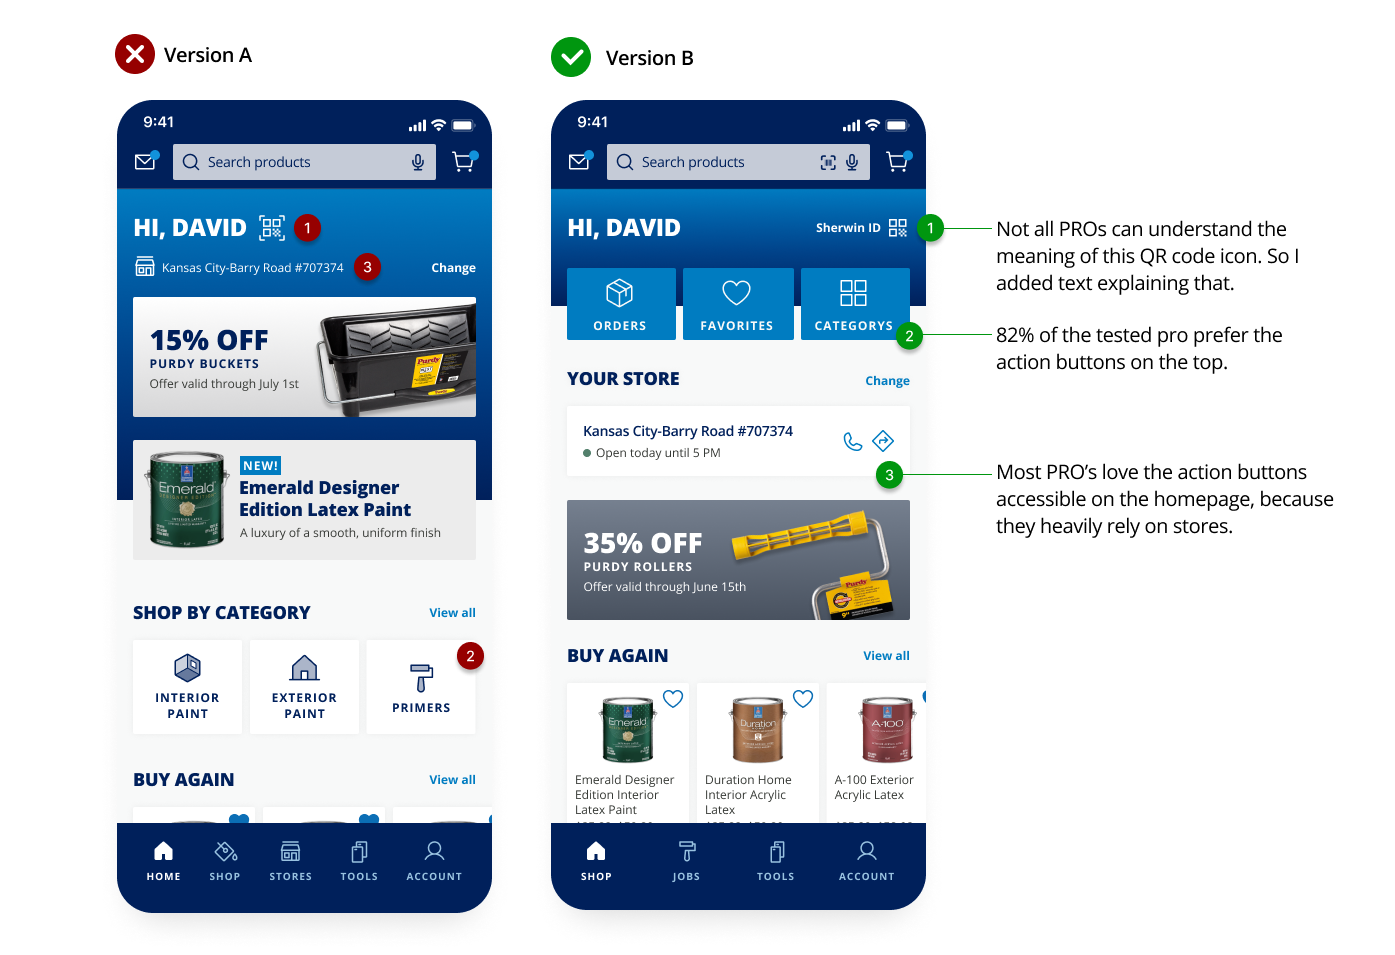 Version A
9:41
Search products
HI, DAVID
1
Kansas City-Barry Road #707374
3
Change
15% OFF
PURDY BUCKETS
Offer valid through July 1st
Purdy
NEW!
Emerald Designer
Edition Latex Paint
A luxury of a smooth, uniform finish
Emerald
DESIGNER EDITION
INTERIOR LATEX
SHOP BY CATEGORY
View all
2
INTERIOR
PAINT
EXTERIOR
PAINT
PRIMERS
BUY AGAIN
View all
HOME
SHOP
STORES
TOOLS
ACCOUNT
Version B
9:41
Search products
HI, DAVID
Sherwin ID
1
ORDERS
FAVORITES
CATEGORYS
2
YOUR STORE
Change
Kansas City-Barry Road #707374
Open today until 5 PM
3
35% OFF
PURDY ROLLERS
Offer valid through June 15th
Purdy
9"
BUY AGAIN
View all
Emerald
Duration
A-100
Emerald Designer
Edition Interior
Latex Paint
Duration Home
Interior Acrylic
Latex
A-100 Exterior
Acrylic Latex
SHOP
JOBS
TOOLS
ACCOUNT
Not all PROs can understand the
meaning of this QR code icon. So I
added text explaining that.
82% of the tested pro prefer the
action buttons on the top.
Most PRO’s love the action buttons
accessible on the homepage, because
they heavily rely on stores.